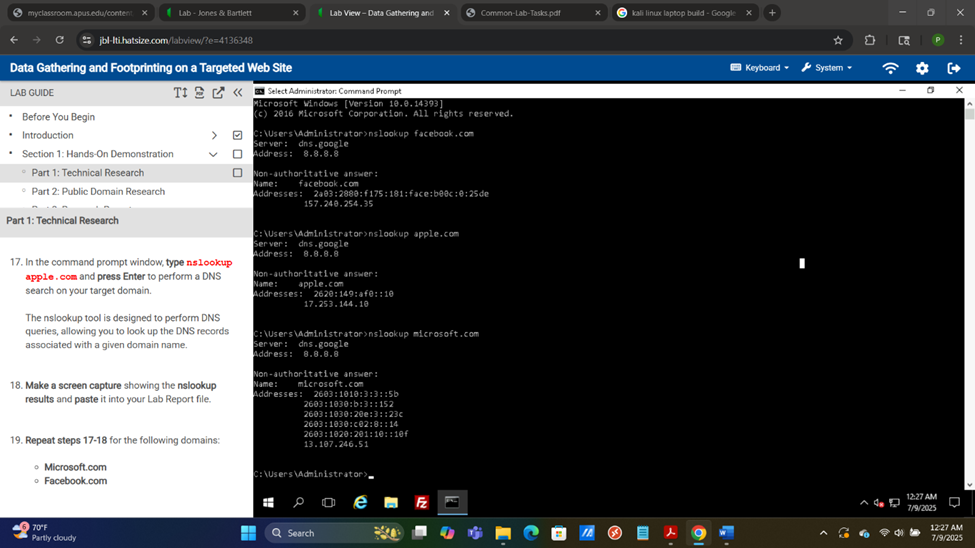 myclassroom.apus.edu/content
Lab - Jones & Bartlett
Lab View – Data Gathering and
Common-Lab-Tasks.pdf
kali linux laptop build - Google
jbl-lti.hatsize.com/labview/?e=4136348
P
Data Gathering and Footprinting on a Targeted Web Site
Keyboard
System
LAB GUIDE
Before You Begin
Introduction
Section 1: Hands-On Demonstration
Part 1: Technical Research
Part 2: Public Domain Research
Part 1: Technical Research
17. In the command prompt window, type nslookup
apple.com and press Enter to perform a DNS
search on your target domain.
The nslookup tool is designed to perform DNS
queries, allowing you to look up the DNS records
associated with a given domain name.
18. Make a screen capture showing the nslookup
results and paste it into your Lab Report file.
19. Repeat steps 17-18 for the following domains:
Microsoft.com
Facebook.com
Select Administrator: Command Prompt
Microsoft Windows [Version 10.0.14393]
(c) 2016 Microsoft Corporation. All rights reserved.
C:\Users\Administrator>nslookup facebook.com
Server: dns.google
Address: 8.8.8.8
Non-authoritative answer:
Name: facebook.com
Addresses: 2a03:2880:f175:181:face:b00c:0:25de
157.240.254.35
C:\Users\Administrator>nslookup apple.com
Server: dns.google
Address: 8.8.8.8
Non-authoritative answer:
Name: apple.com
Addresses: 2620:149:af0::10
17.253.144.10
C:\Users\Administrator>nslookup microsoft.com
Server: dns.google
Address: 8.8.8.8
Non-authoritative answer:
Name: microsoft.com
Addresses: 2603:1010:3:3::5b
2603:1030:b:3::152
2603:1030:20e:3::23c
2603:1030:c02:8::14
2603:1020:201:10::10f
13.107.246.51
C:\Users\Administrator>_
12:27 AM
7/9/2025
6
70°F
Partly cloudy
Search
12:27 AM
7/9/2025